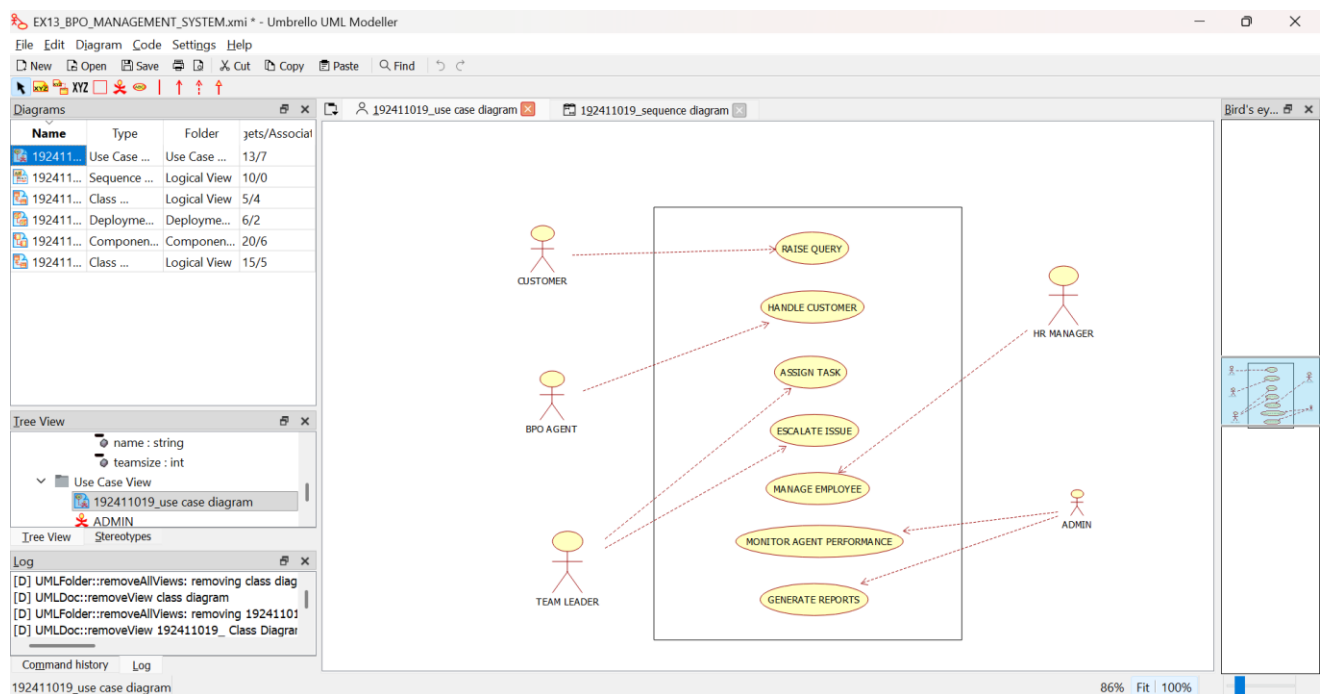 EX13_BPO_MANAGEMENT_SYSTEM.xmi * - Umbrello UML Modeller
File Edit Diagram Code Settings Help
New Open Save Cut Copy Paste Find
XYZ XYZ
Diagrams
Name Type Folder gets/Associat
192411... Use Case ... Use Case ... 13/7
192411... Sequence ... Logical View 10/0
192411... Class ... Logical View 5/4
192411... Deployme... Deployme... 6/2
192411... Componen... Componen... 20/6
192411... Class ... Logical View 15/5
Tree View
name : string
teamsize : int
Use Case View
192411019_use case diagram
ADMIN
Tree View Stereotypes
Log
[D] UMLFolder::removeAllViews: removing class diag
[D] UMLDoc::removeView class diagram
[D] UMLFolder::removeAllViews: removing 19241101
[D] UMLDoc::removeView 192411019_ Class Diagrar
Command history Log
192411019_use case diagram
192411019_use case diagram 192411019_sequence diagram
CUSTOMER
BPO AGENT
TEAM LEADER
RAISE QUERY
HANDLE CUSTOMER
ASSIGN TASK
ESCALATE ISSUE
MANAGE EMPLOYEE
MONITOR AGENT PERFORMANCE
GENERATE REPORTS
HR MANAGER
ADMIN
Bird's ey...
86% Fit 100%